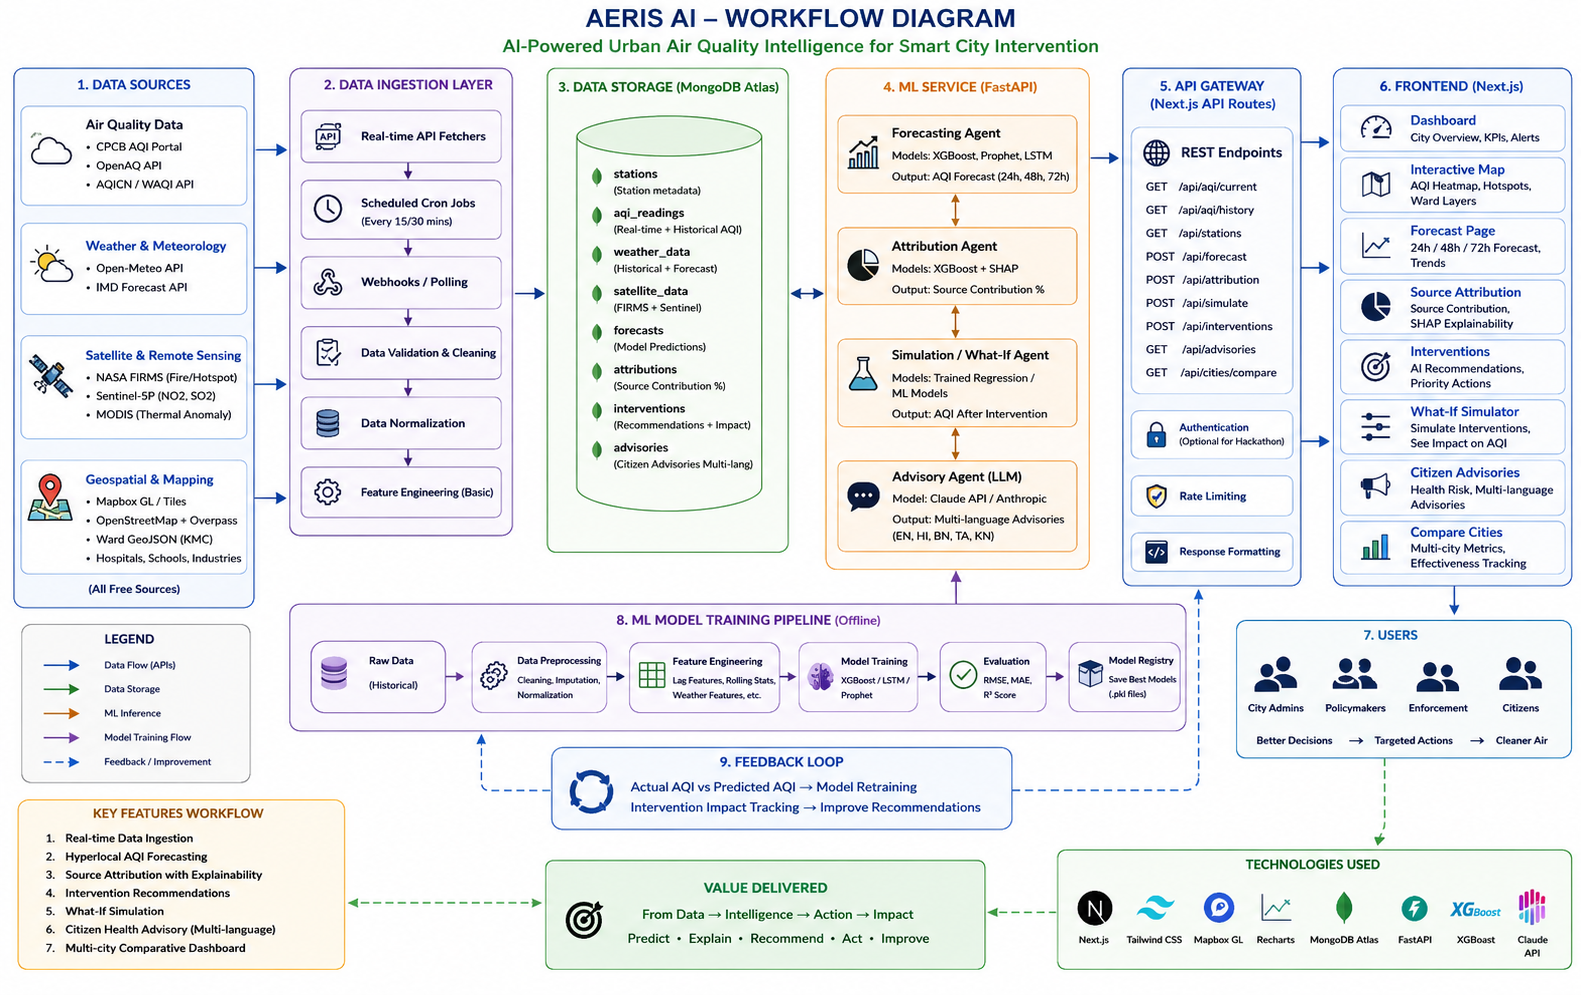 AERIS AI – WORKFLOW DIAGRAM
AI-Powered Urban Air Quality Intelligence for Smart City Intervention
1. DATA SOURCES
Air Quality Data
• CPCB AQI Portal
• OpenAQ API
• AQICN / WAQI API
Weather & Meteorology
• Open-Meteo API
• IMD Forecast API
Satellite & Remote Sensing
• NASA FIRMS (Fire/Hotspot)
• Sentinel-5P (NO2, SO2)
• MODIS (Thermal Anomaly)
Geospatial & Mapping
• Mapbox GL / Tiles
• OpenStreetMap + Overpass
• Ward GeoJSON (KMC)
• Hospitals, Schools, Industries
(All Free Sources)
2. DATA INGESTION LAYER
API
Real-time API Fetchers
Scheduled Cron Jobs
(Every 15/30 mins)
Webhooks / Polling
Data Validation & Cleaning
Data Normalization
Feature Engineering (Basic)
3. DATA STORAGE (MongoDB Atlas)
stations
(Station metadata)
aqi_readings
(Real-time + Historical AQI)
weather_data
(Historical + Forecast)
satellite_data
(FIRMS + Sentinel)
forecasts
(Model Predictions)
attributions
(Source Contribution %)
interventions
(Recommendations + Impact)
advisories
(Citizen Advisories Multi-lang)
4. ML SERVICE (FastAPI)
Forecasting Agent
Models: XGBoost, Prophet, LSTM
Output: AQI Forecast (24h, 48h, 72h)
Attribution Agent
Models: XGBoost + SHAP
Output: Source Contribution %
Simulation / What-If Agent
Models: Trained Regression /
ML Models
Output: AQI After Intervention
Advisory Agent (LLM)
Model: Claude API / Anthropic
Output: Multi-language Advisories
(EN, HI, BN, TA, KN)
5. API GATEWAY
(Next.js API Routes)
REST Endpoints
GET /api/aqi/current
GET /api/aqi/history
GET /api/stations
POST /api/forecast
POST /api/attribution
POST /api/simulate
POST /api/interventions
GET /api/advisories
GET /api/cities/compare
Authentication
(Optional for Hackathon)
Rate Limiting
</>
Response Formatting
6. FRONTEND (Next.js)
Dashboard
City Overview, KPIs, Alerts
Interactive Map
AQI Heatmap, Hotspots,
Ward Layers
Forecast Page
24h / 48h / 72h Forecast,
Trends
Source Attribution
Source Contribution,
SHAP Explainability
Interventions
AI Recommendations,
Priority Actions
What-If Simulator
Simulate Interventions,
See Impact on AQI
Citizen Advisories
Health Risk, Multi-language
Advisories
Compare Cities
Multi-city Metrics,
Effectiveness Tracking
7. USERS
City Admins
Policymakers
Enforcement
Citizens
Better Decisions → Targeted Actions → Cleaner Air
8. ML MODEL TRAINING PIPELINE (Offline)
Raw Data
(Historical)
Data Preprocessing
Cleaning, Imputation,
Normalization
Feature Engineering
Lag Features, Rolling Stats,
Weather Features, etc.
Model Training
XGBoost / LSTM /
Prophet
Evaluation
RMSE, MAE,
R² Score
Model Registry
Save Best Models
(.pkl files)
9. FEEDBACK LOOP
Actual AQI vs Predicted AQI → Model Retraining
Intervention Impact Tracking → Improve Recommendations
LEGEND
Data Flow (APIs)
Data Storage
ML Inference
Model Training Flow
Feedback / Improvement
KEY FEATURES WORKFLOW
1. Real-time Data Ingestion
2. Hyperlocal AQI Forecasting
3. Source Attribution with Explainability
4. Intervention Recommendations
5. What-If Simulation
6. Citizen Health Advisory (Multi-language)
7. Multi-city Comparative Dashboard
VALUE DELIVERED
From Data → Intelligence → Action → Impact
Predict • Explain • Recommend • Act • Improve
TECHNOLOGIES USED
N
XGBoost
Next.js
Tailwind CSS
Mapbox GL
Recharts
MongoDB Atlas
FastAPI
XGBoast
Claude
API